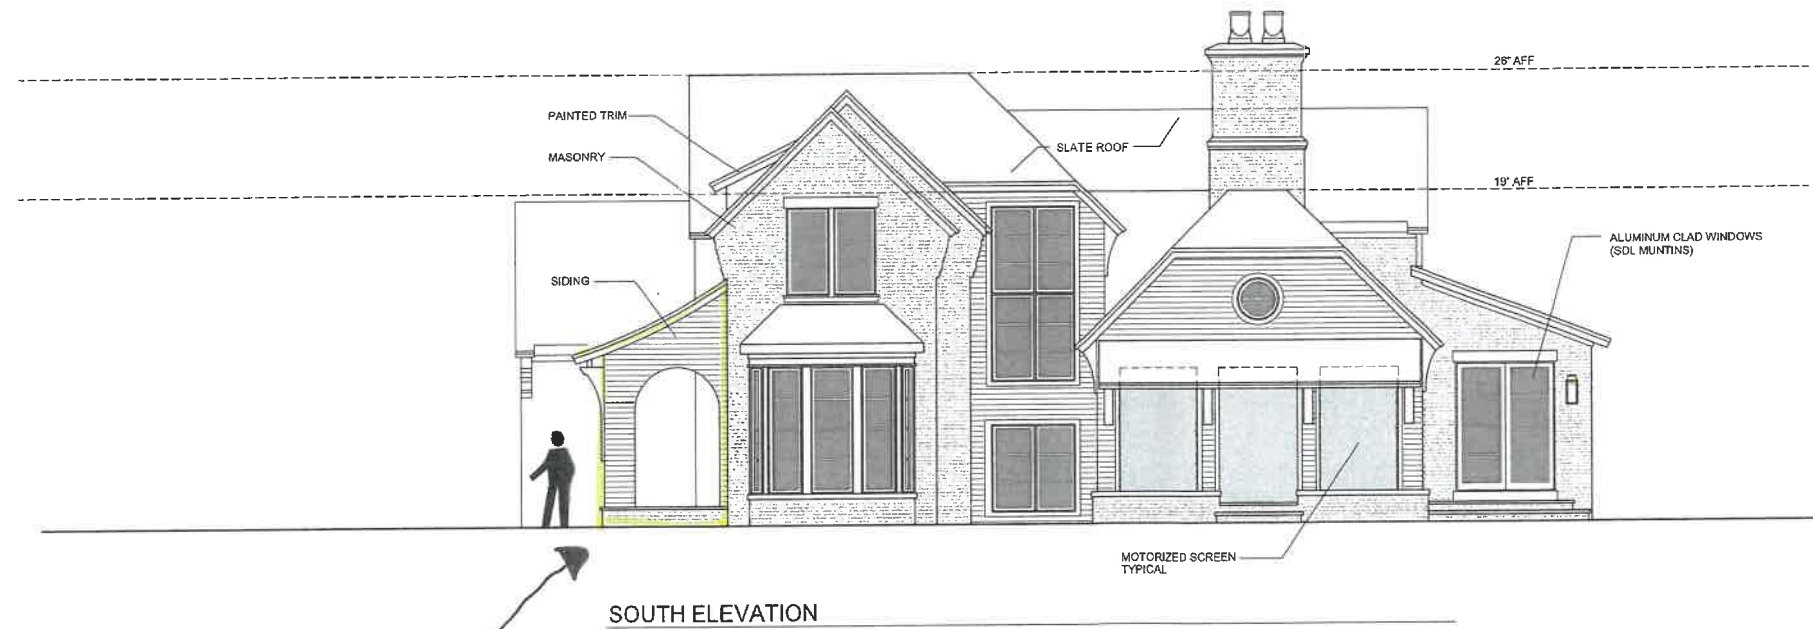 26' AFF
PAINTED TRIM
MASONRY
SLATE ROOF
19' AFF
ALUMINUM CLAD WINDOWS
(SDL MUNTINS)
SIDING
MOTORIZED SCREEN
TYPICAL
SOUTH ELEVATION